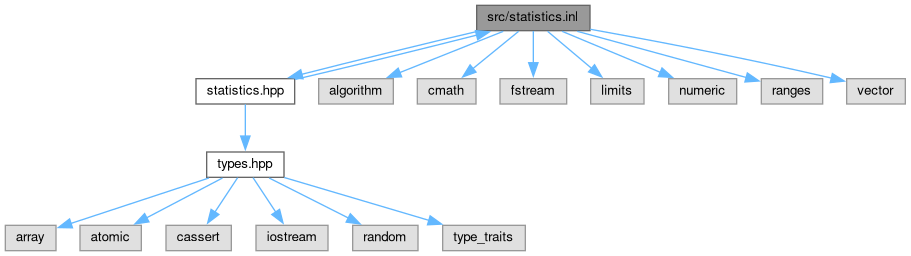 src/statistics.inl
statistics.hpp
algorithm
cmath
fstream
limits
numeric
ranges
vector
types.hpp
array
atomic
cassert
iostream
random
type_traits